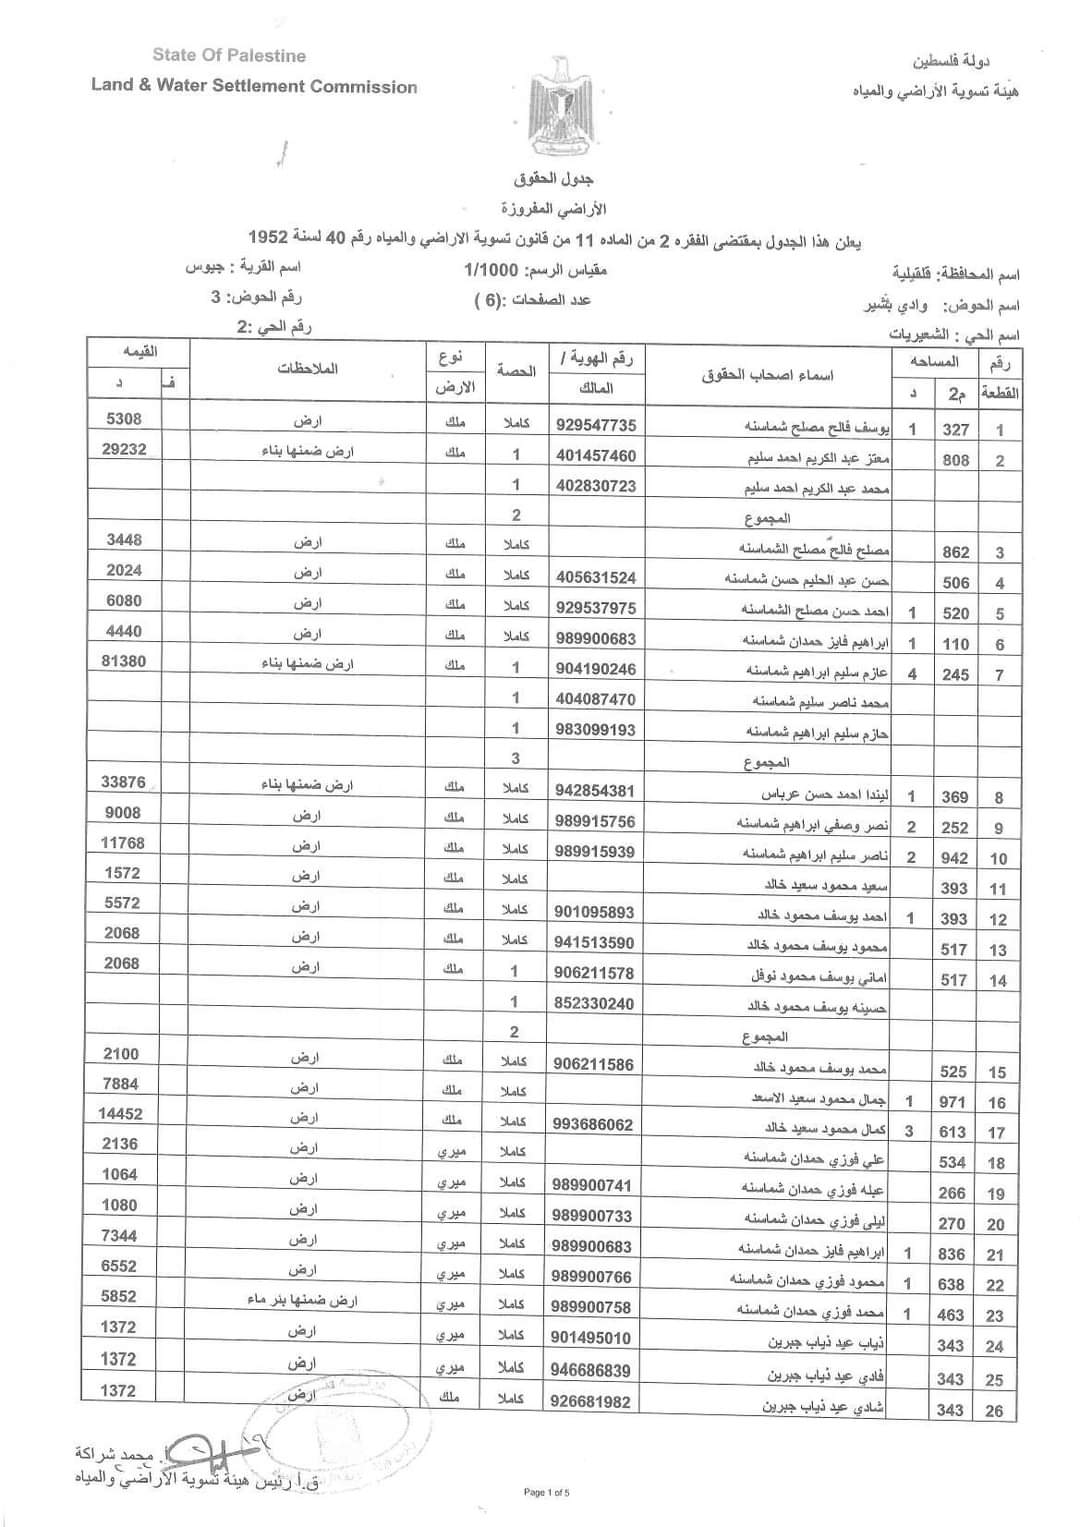 State Of Palestine
دولة فلسطين
Land & Water Settlement Commission
هيئة تسوية الأراضي والمياه
جدول الحقوق
الأراضي المفروزة
يعلن هذا الجدول بمقتضى الفقره 2 من الماده 11 من قانون تسوية الاراضي والمياه رقم 40 لسنة 1952
اسم المحافظة: قلقيلية مقياس الرسم: 1/1000 اسم القرية : جيوس
اسم الحوض: وادي بشير عدد الصفحات :(6 ) رقم الحوض: 3
اسم الحي : الشعيريات رقم الحي :2
رقم القطعة المساحه م2 د اسماء اصحاب الحقوق رقم الهوية / المالك الحصة نوع الارض الملاحظات القيمه ف د
1 327 1 يوسف فالح مصلح شماسنه 929547735 كاملا ملك ارض 5308
2 808 معتز عبد الكريم احمد سليم 401457460 1 ملك ارض ضمنها بناء 29232
محمد عبد الكريم احمد سليم 402830723 1
المجموع 2
3 862 مصلح فالح مصلح الشماسنه كاملا ملك ارض 3448
4 506 حسن عبد الحليم حسن شماسنه 405631524 كاملا ملك ارض 2024
5 520 1 احمد حسن مصلح الشماسنه 929537975 كاملا ملك ارض 6080
6 110 1 ابراهيم فايز حمدان شماسنه 989900683 كاملا ملك ارض 4440
7 245 4 عازم سليم ابراهيم شماسنه 904190246 1 ملك ارض ضمنها بناء 81380
محمد ناصر سليم شماسنه 404087470 1
حازم سليم ابراهيم شماسنه 983099193 1
المجموع 3
8 369 1 ليندا احمد حسن عرباس 942854381 كاملا ملك ارض ضمنها بناء 33876
9 252 2 نصر وصفي ابراهيم شماسنه 989915756 كاملا ملك ارض 9008
10 942 2 ناصر سليم ابراهيم شماسنه 989915939 كاملا ملك ارض 11768
11 393 سعيد محمود سعيد خالد كاملا ملك ارض 1572
12 393 1 احمد يوسف محمود خالد 901095893 كاملا ملك ارض 5572
13 517 محمود يوسف محمود خالد 941513590 كاملا ملك ارض 2068
14 517 اماني يوسف محمود نوفل 906211578 1 ملك ارض 2068
حسينه يوسف محمود خالد 852330240 1
المجموع 2
15 525 محمد يوسف محمود خالد 906211586 كاملا ملك ارض 2100
16 971 1 جمال محمود سعيد الاسعد كاملا ملك ارض 7884
17 613 3 كمال محمود سعيد خالد 993686062 كاملا ملك ارض 14452
18 534 علي فوزي حمدان شماسنه كاملا ميري ارض 2136
19 266 عبله فوزي حمدان شماسنه 989900741 كاملا ميري ارض 1064
20 270 ليلى فوزي حمدان شماسنه 989900733 كاملا ميري ارض 1080
21 836 1 ابراهيم فايز حمدان شماسنه 989900683 كاملا ميري ارض 7344
22 638 1 محمود فوزي حمدان شماسنه 989900766 كاملا ميري ارض 6552
23 463 1 محمد فوزي حمدان شماسنه 989900758 كاملا ميري ارض ضمنها بئر ماء 5852
24 343 ذياب عيد ذياب جبرين 901495010 كاملا ميري ارض 1372
25 343 فادي عيد ذياب جبرين 946686839 كاملا ميري ارض 1372
26 343 شادي عيد ذياب جبرين 926681982 كاملا ملك ارض 1372
أ. محمد شراكة
ق.أ رئيس هيئة تسوية الأراضي والمياه
Page 1 of 5